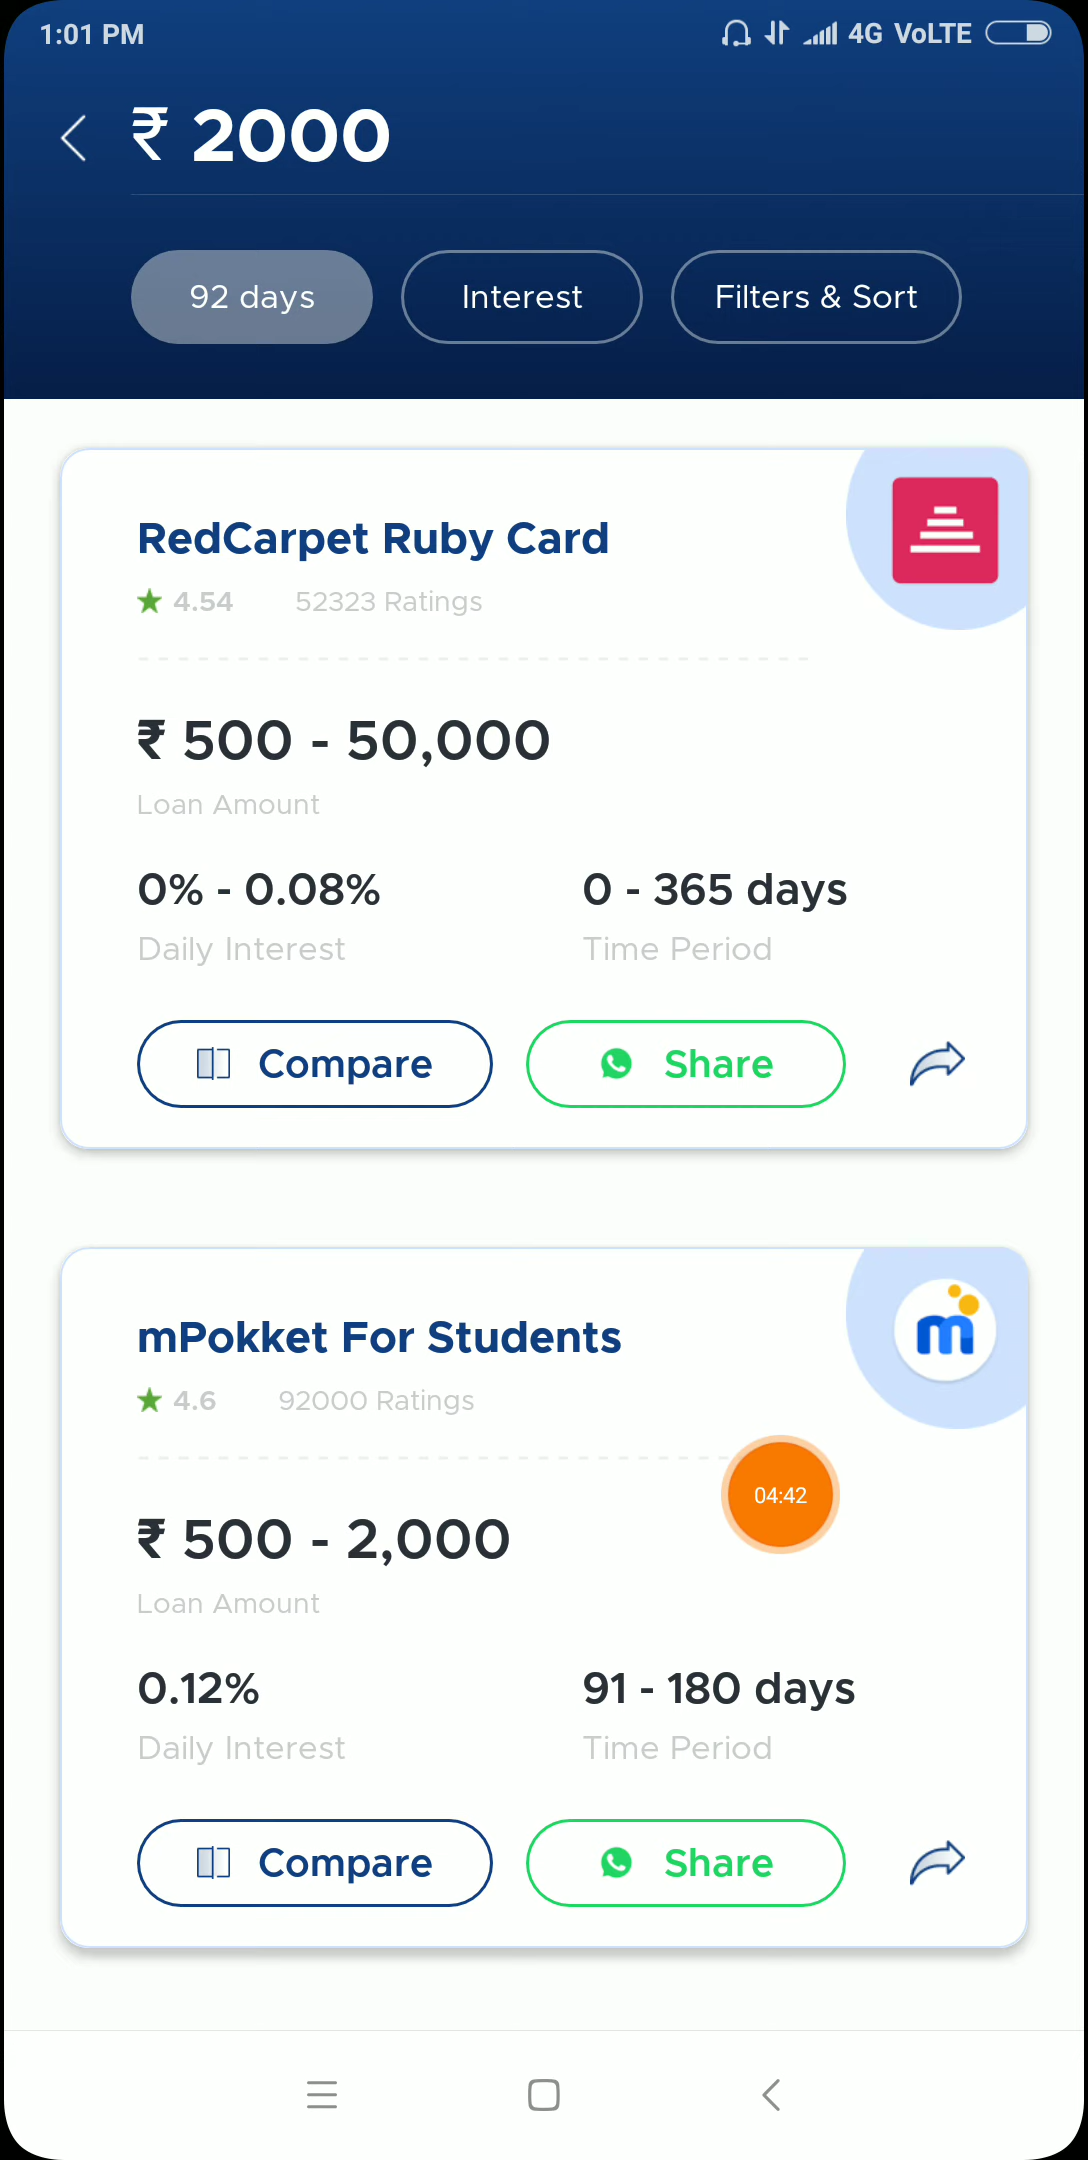 1:01 PM 4G VoLTE
₹ 2000
92 days Interest Filters & Sort
RedCarpet Ruby Card
4.54 52323 Ratings
₹ 500 - 50,000
Loan Amount
0% - 0.08% 0 - 365 days
Daily Interest Time Period
Compare Share
mPokket For Students
m
4.6 92000 Ratings
04:42
₹ 500 - 2,000
Loan Amount
0.12% 91 - 180 days
Daily Interest Time Period
Compare Share